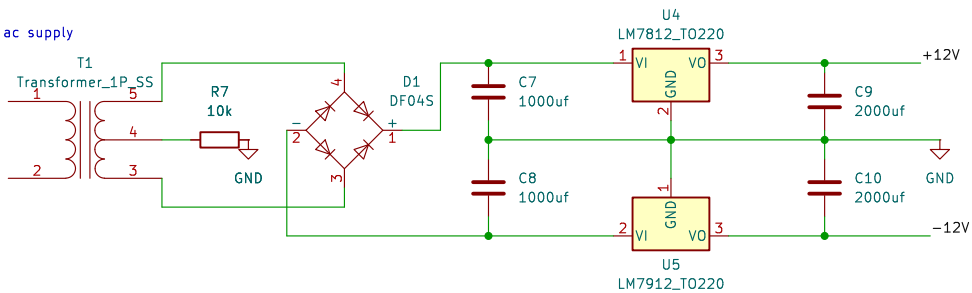 ac supply
T1
Transformer_1P_SS
1
2
5
4
3
R7
10k
GND
D1
DF04S
4
−
2
+
1
3
C7
1000uf
C8
1000uf
U4
LM7812_TO220
1
VI
VO
3
GND
2
1
GND
2
VI
VO
3
U5
LM7912_TO220
C9
2000uf
C10
2000uf
+12V
GND
−12V